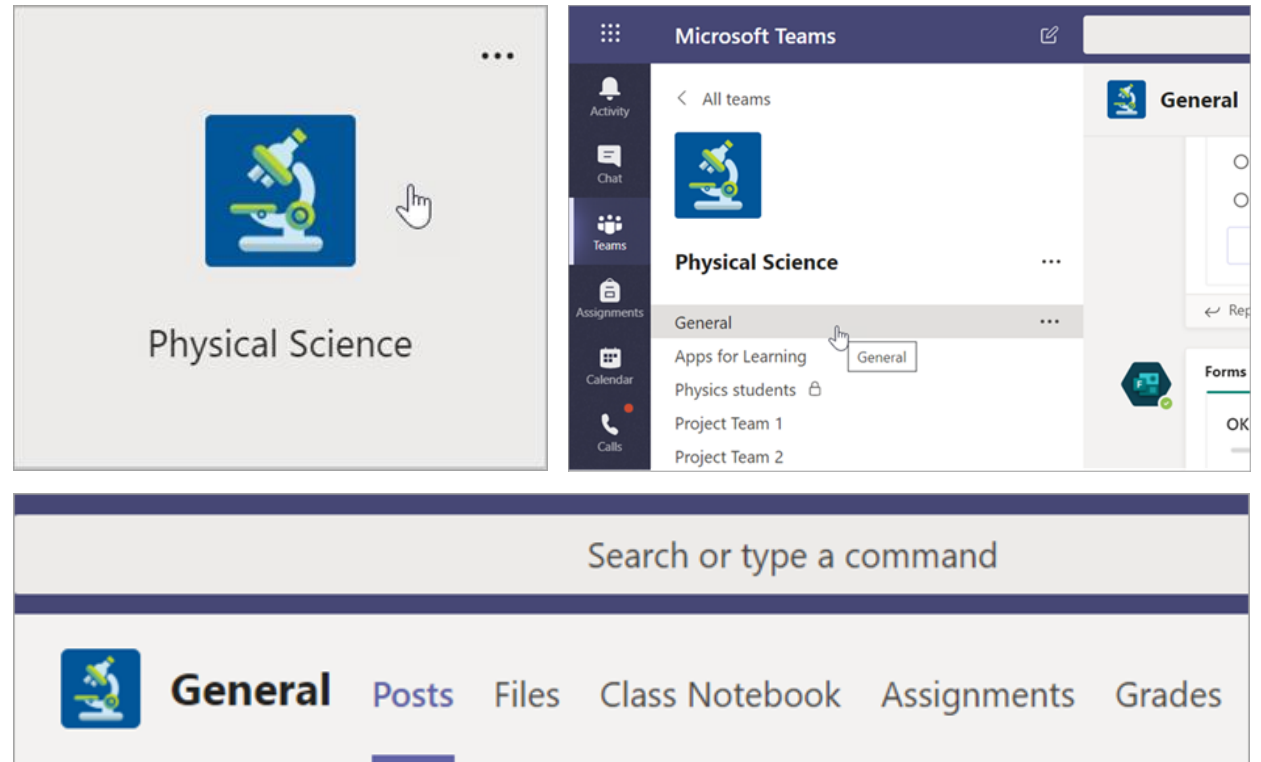 Physical Science
Microsoft Teams
Activity
Chat
Teams
Assignments
Calendar
Calls
All teams
Physical Science
General
General
Apps for Learning
Physics students
Project Team 1
Project Team 2
General
Rep
F
Forms
OK
Search or type a command
General Posts Files Class Notebook Assignments Grades